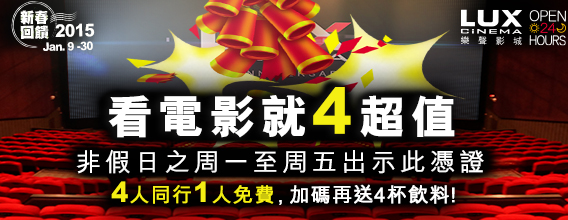 新春
回饋
2015
Jan. 9 -30
LUX
CINEMA
樂聲影城
OPEN
24
HOURS
看電影就4超值
非假日之周一至周五出示此憑證
4人同行1人免費, 加碼再送4杯飲料!